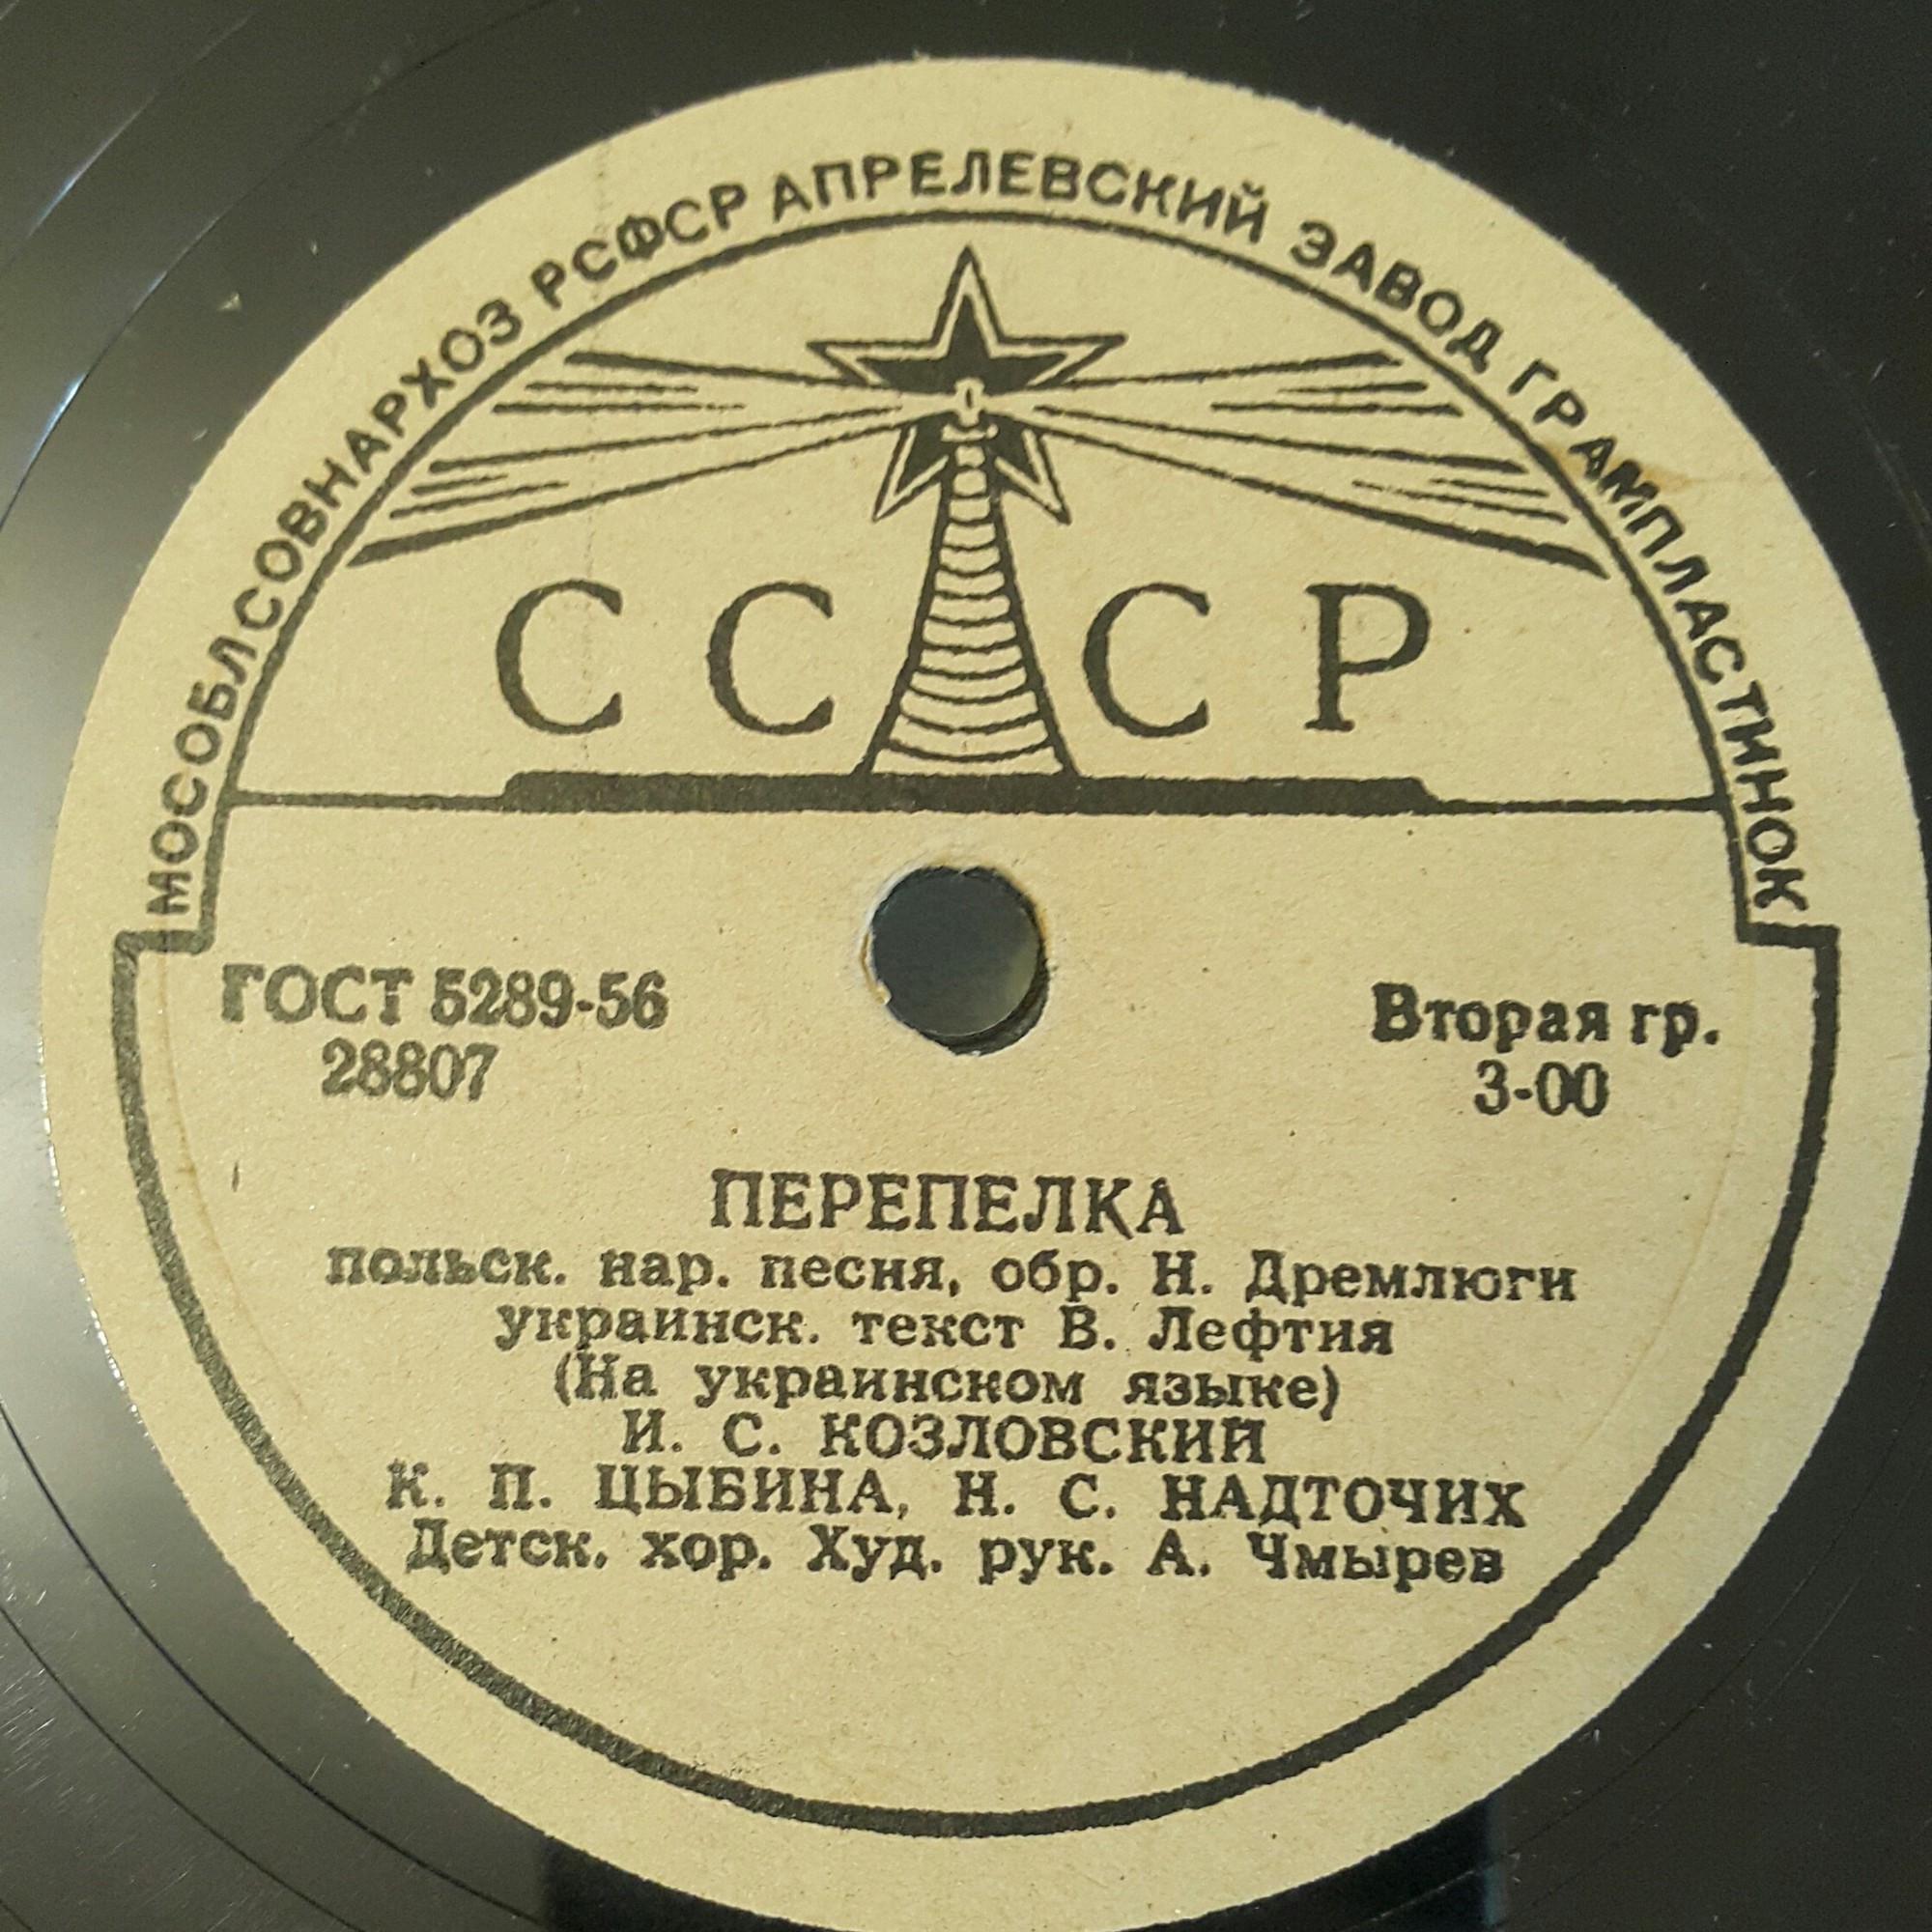 МОСОБЛСОВНАРХОЗ РСФСР АПРЕЛЕВСКИЙ ЗАВОД ГРАМПЛАСТИНОК
СССР
ГОСТ 5289-56
28807
Вторая гр.
3-00
ПЕРЕПЕЛКА
польск. нар. песня, обр. Н. Дремлюги
украинск. текст В. Лефтия
(На украинском языке)
И. С. КОЗЛОВСКИЙ
К. П. ЦЫБИНА, Н. С. НАДТОЧИХ
Детск. хор. Худ. рук. А. Чмырев